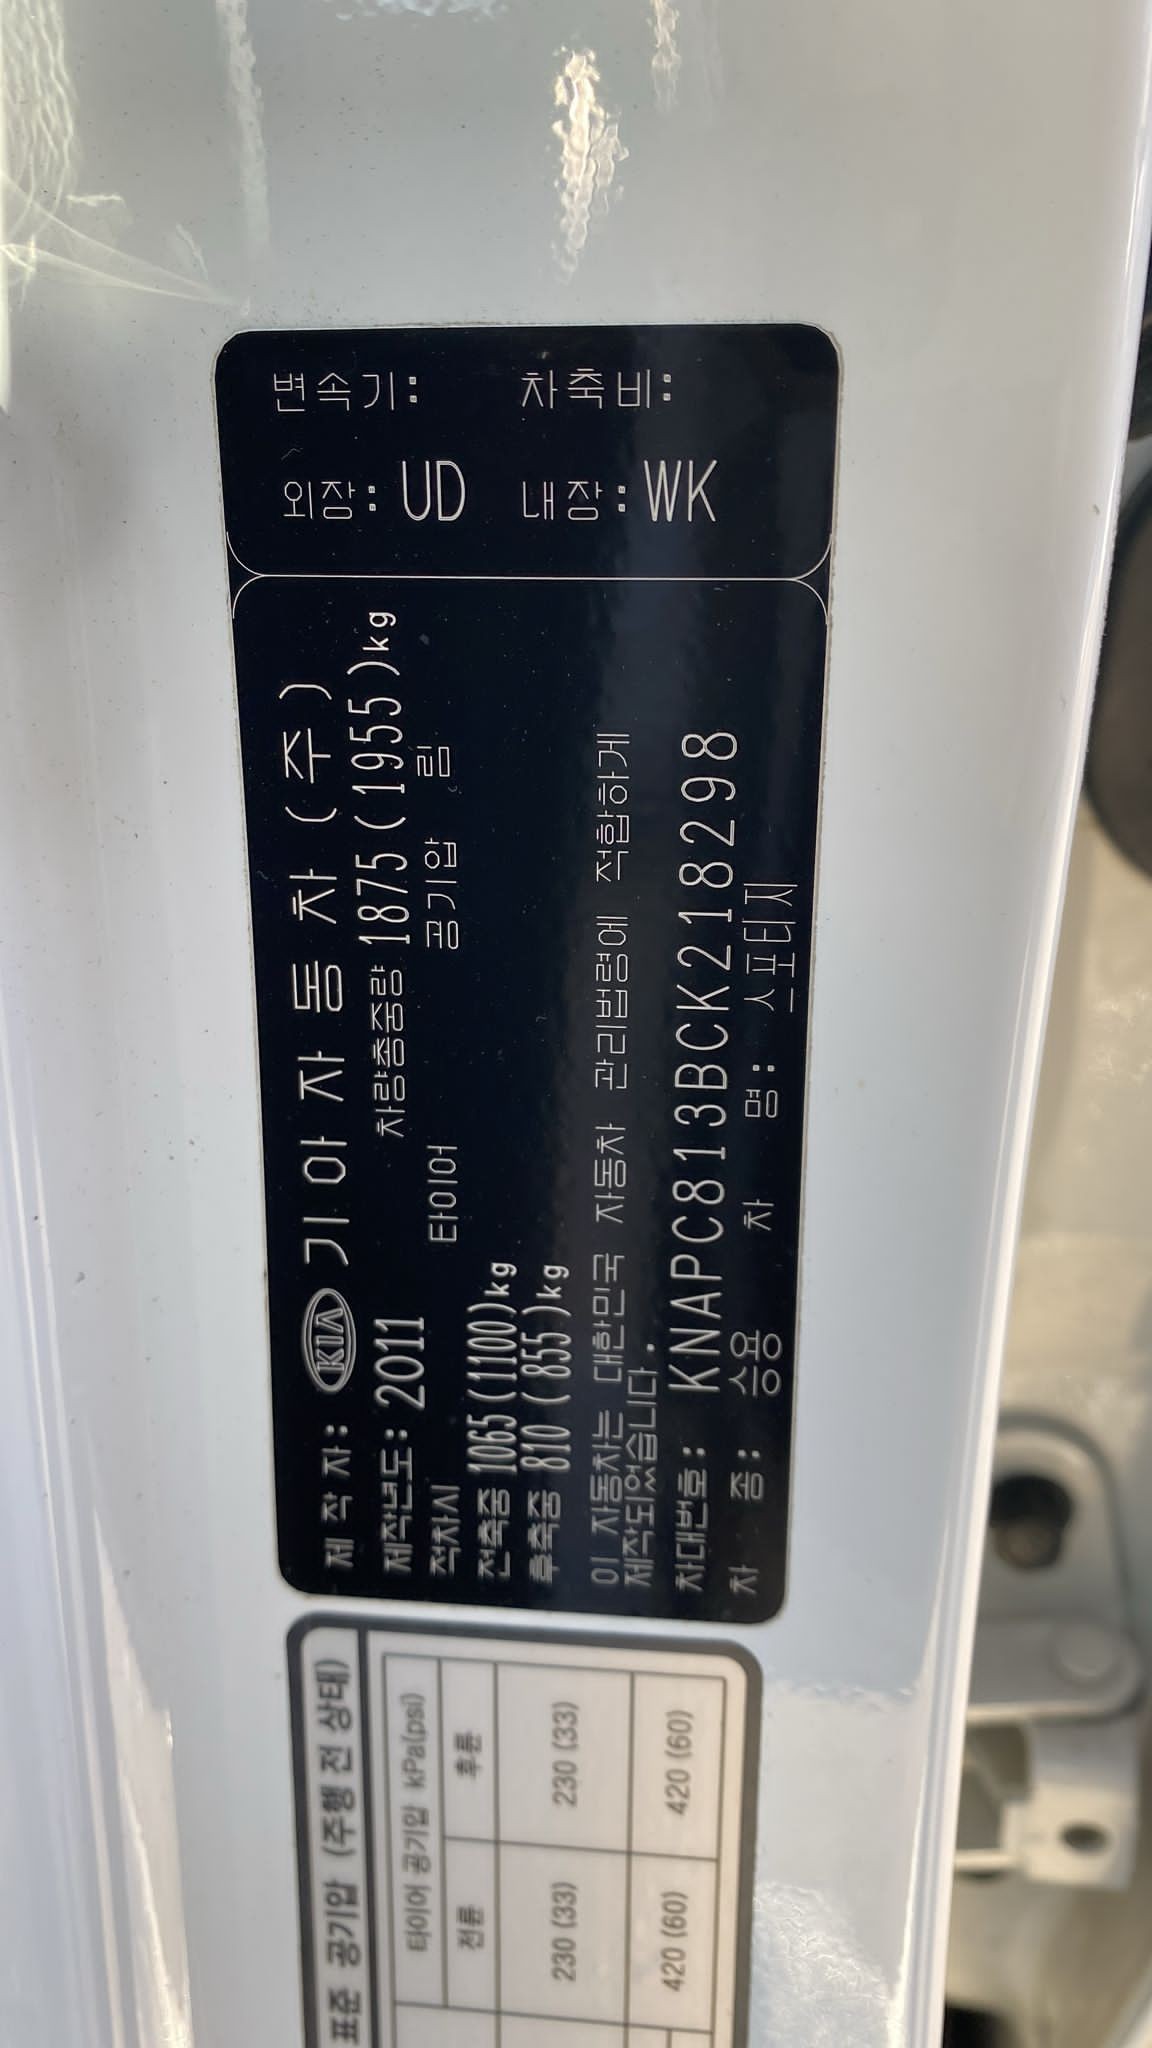 변속기: 차축비:
외장: UD 내장: WK
제 작 자: KIA 기 아 자 동 차 (주)
제작년도: 2011 차량총중량 1875(1955)kg
적차시 타이어 공기압 림
전축중 1065(1100)kg
후축중 810 (855)kg
이 자동차는 대한민국 자동차 관리법령에 적합하게
제작되었습니다.
차대번호: KNAPC813BCK218298
차 종: 승용 차 명: 스포티지
표준 공기압 (주행 전 상태)
타이어 공기압 kPa(psi)
전륜 후륜
230 (33) 230 (33)
420 (60) 420 (60)